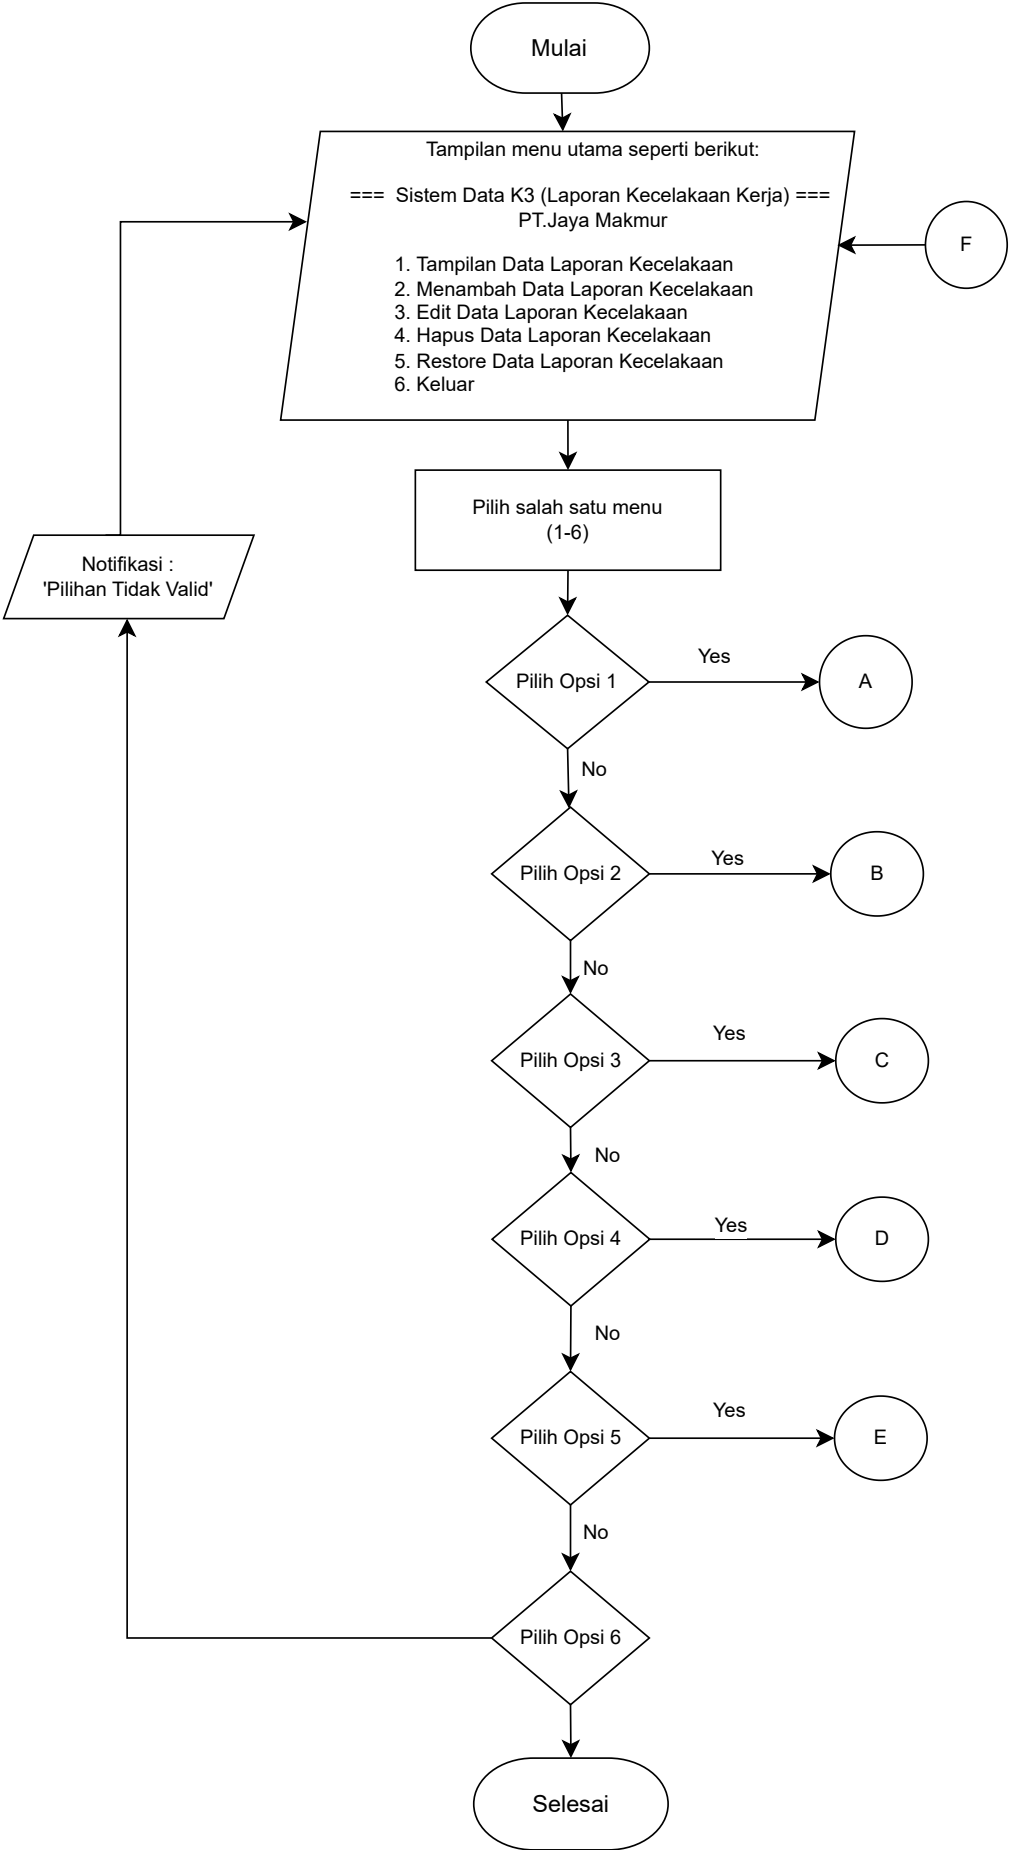 Mulai
Tampilan menu utama seperti berikut:
=== Sistem Data K3 (Laporan Kecelakaan Kerja) ===
PT.Jaya Makmur
F
1. Tampilan Data Laporan Kecelakaan
2. Menambah Data Laporan Kecelakaan
3. Edit Data Laporan Kecelakaan
4. Hapus Data Laporan Kecelakaan
5. Restore Data Laporan Kecelakaan
6. Keluar
Pilih salah satu menu
(1-6)
Notifikasi :
'Pilihan Tidak Valid'
Pilih Opsi 1
Yes
A
No
Pilih Opsi 2
Yes
B
No
Pilih Opsi 3
Yes
C
No
Pilih Opsi 4
Yes
D
No
Pilih Opsi 5
Yes
E
No
Pilih Opsi 6
Selesai